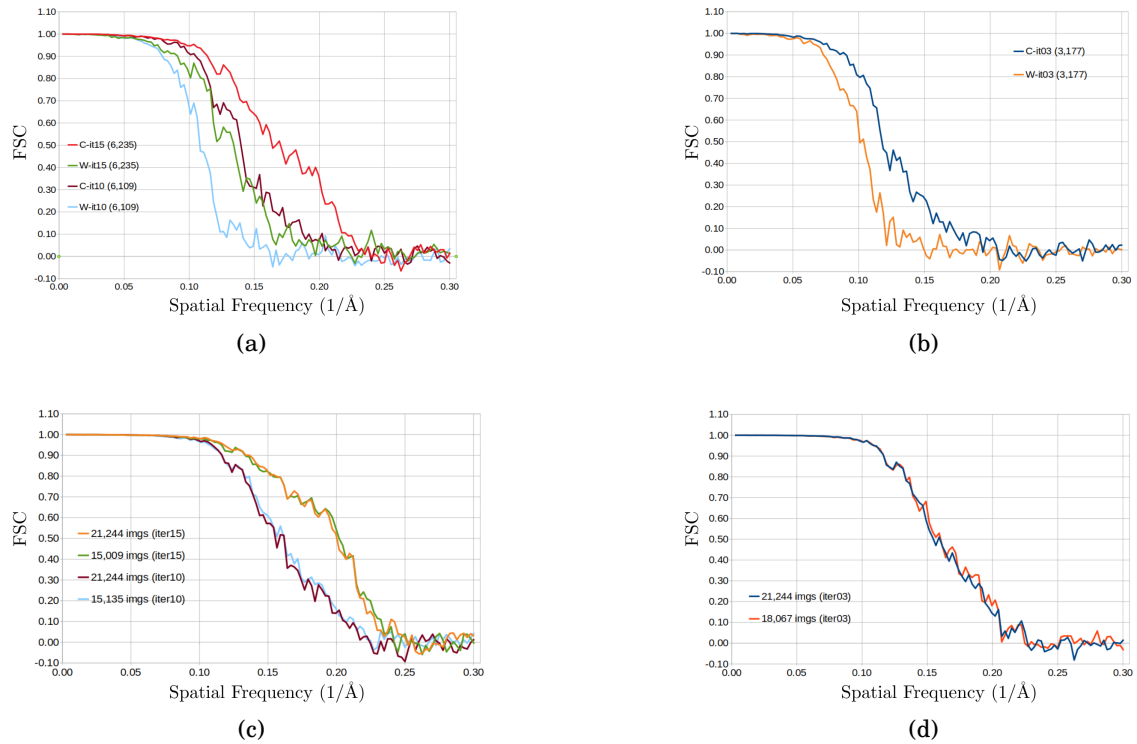 1.10
1.00
0.90
0.80
0.70
0.60
0.50
0.40
0.30
0.20
0.10
0.00
-0.10
FSC
C-it15 (6,235)
W-it15 (6,235)
C-it10 (6,109)
W-it10 (6,109)
0.00 0.05 0.10 0.15 0.20 0.25 0.30
Spatial Frequency (1/Å)
(a)
1.10
1.00
0.90
0.80
0.70
0.60
0.50
0.40
0.30
0.20
0.10
0.00
-0.10
FSC
C-it03 (3,177)
W-it03 (3,177)
0.00 0.05 0.10 0.15 0.20 0.25 0.30
Spatial Frequency (1/Å)
(b)
1.10
1.00
0.90
0.80
0.70
0.60
0.50
0.40
0.30
0.20
0.10
0.00
-0.10
FSC
21,244 imgs (iter15)
15,009 imgs (iter15)
21,244 imgs (iter10)
15,135 imgs (iter10)
0.00 0.05 0.10 0.15 0.20 0.25 0.30
Spatial Frequency (1/Å)
(c)
1.10
1.00
0.90
0.80
0.70
0.60
0.50
0.40
0.30
0.20
0.10
0.00
-0.10
FSC
21,244 imgs (iter03)
18,067 imgs (iter03)
0.00 0.05 0.10 0.15 0.20 0.25 0.30
Spatial Frequency (1/Å)
(d)